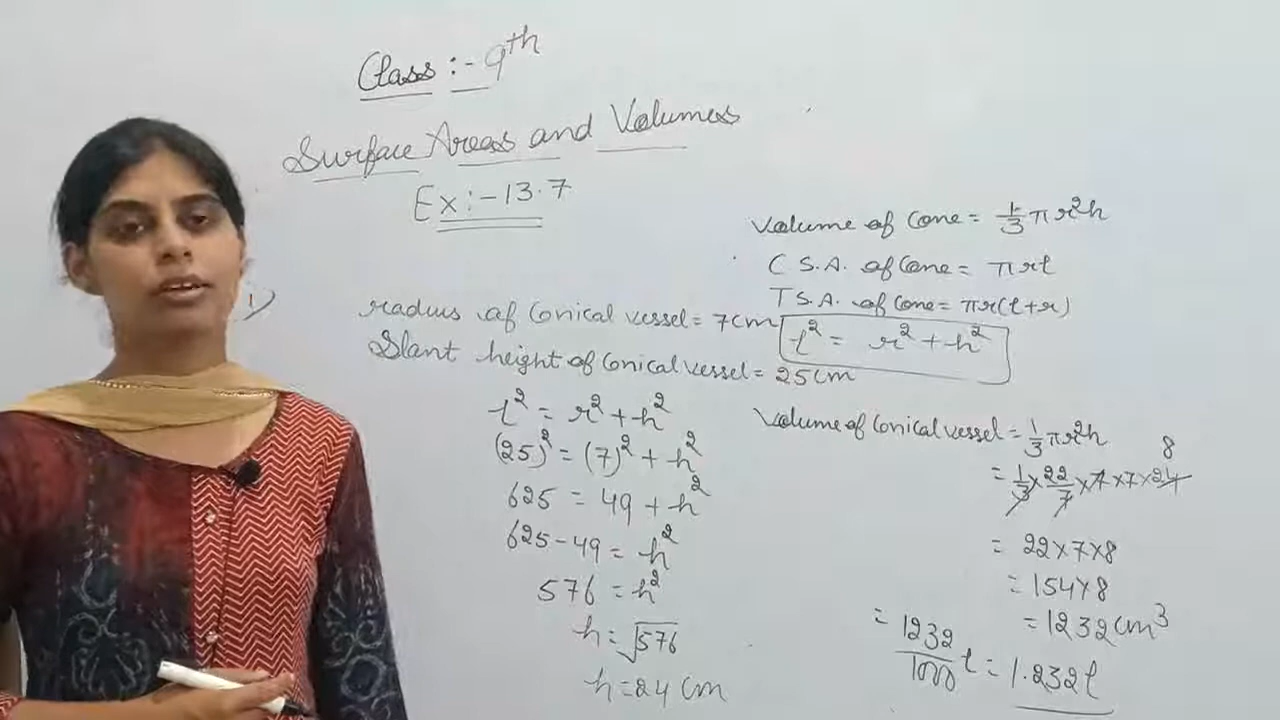 Class :- 9th
Surface Areas and Volumes
Ex:-13.7
Volume of Cone = 1/3 πr²h
C S.A. of Cone = πrl
T S.A. of Cone = πr(l+r)
l² = r² + h²
1)
radius of Conical vessel = 7cm
Slant height of Conical vessel = 25cm
l² = r² + h²
(25)² = (7)² + h²
625 = 49 + h²
625-49 = h²
576 = h²
h = √576
h = 24 cm
Volume of Conical vessel = 1/3 πr²h
8
= 1/3 × 22/7 × 7 × 7 × 24
= 22×7×8
= 154×8
= 1232 cm³
= 1232/1000 l = 1.232 l